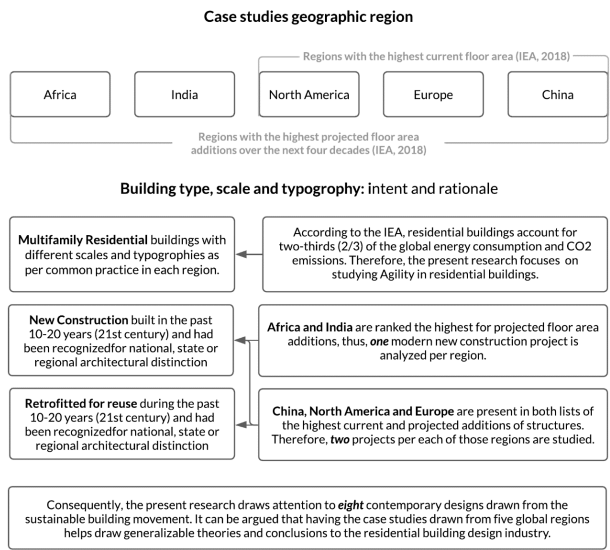 Case studies geographic region
Regions with the highest current floor area (IEA, 2018)
Africa
India
North America
Europe
China
Regions with the highest projected floor area
additions over the next four decades (IEA, 2018)
Building type, scale and typography: intent and rationale
Multifamily Residential buildings with
different scales and typogrophies as
per common practice in each region.
According to the IEA, residential buildings account for
two-thirds (2/3) of the global energy consumption and CO2
emissions. Therefore, the present research focuses on
studying Agility in residential buildings.
New Construction built in the past
10-20 years (21st century) and had
been recognizedfor national, state or
regional architectural distinction
Africa and India are ranked the highest for projected floor area
additions, thus, one modern new construction project is
analyzed per region.
Retrofitted for reuse during the past
10-20 years (21st century) and had
been recognizedfor national, state or
regional architectural distinction
China, North America and Europe are present in both lists of
the highest current and projected additions of structures.
Therefore, two projects per each of those regions are studied.
Consequently, the present research draws attention to eight contemporary designs drawn from the
sustainable building movement. It can be argued that having the case studies drawn from five global regions
helps draw generalizable theories and conclusions to the residential building design industry.